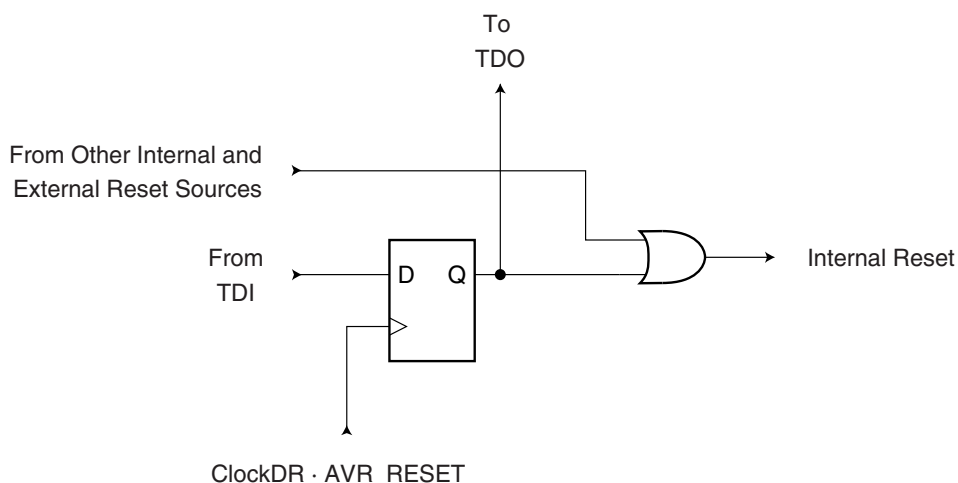 To
TDO
From Other Internal and
External Reset Sources
From
TDI
D
Q
Internal Reset
ClockDR · AVR RESET